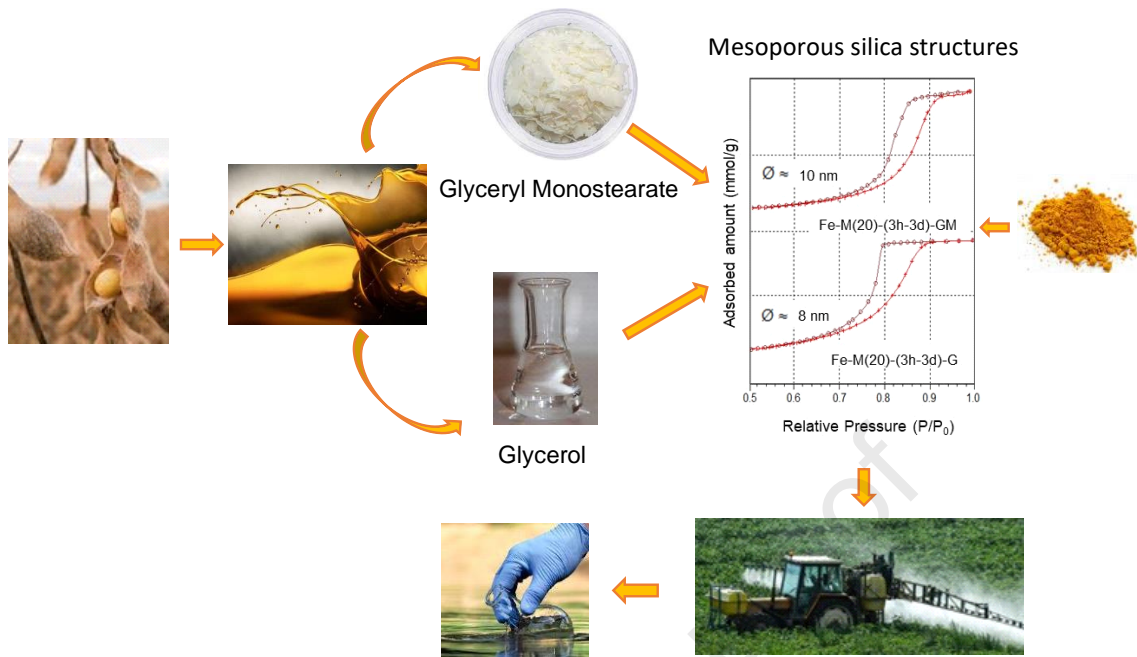 Mesoporous silica structures
Glyceryl Monostearate
Glycerol
Adsorbed amount (mmol/g)
Ø ≈ 10 nm
Fe-M(20)-(3h-3d)-GM
Ø ≈ 8 nm
Fe-M(20)-(3h-3d)-G
0.5 0.6 0.7 0.8 0.9 1.0
Relative Pressure (P/P₀)
of